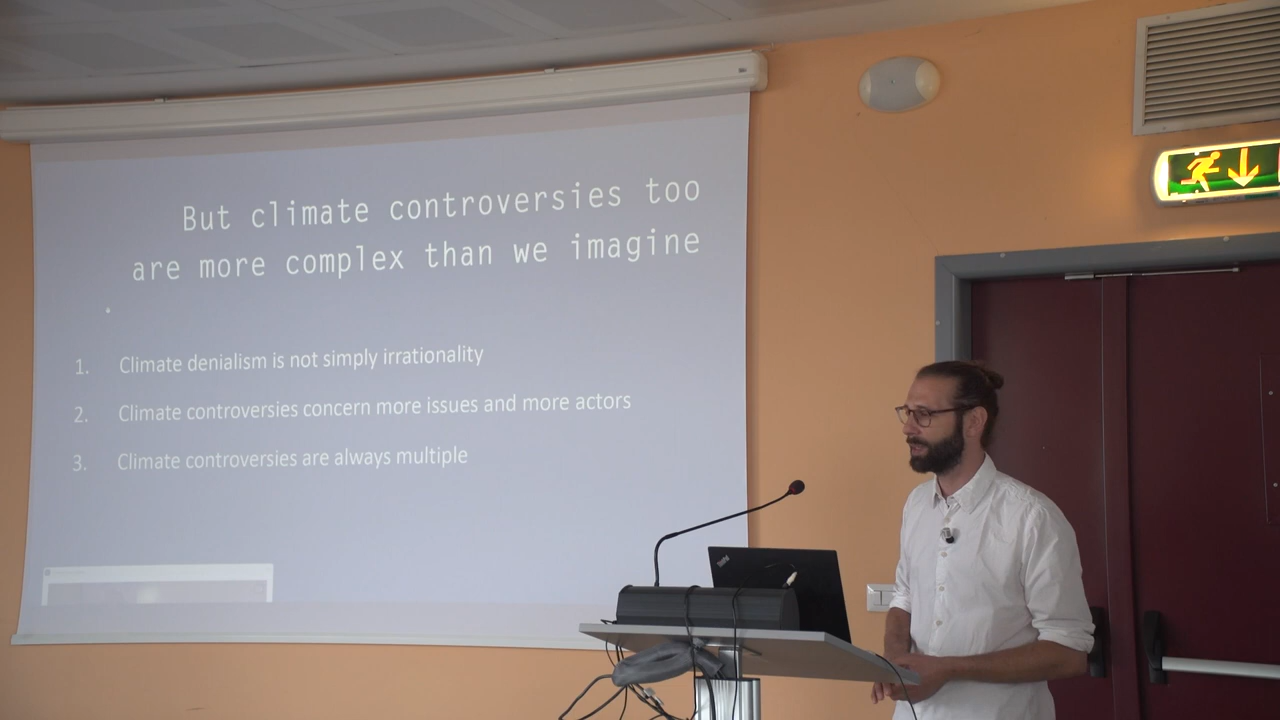 But climate controversies too
are more complex than we imagine
1. Climate denialism is not simply irrationality
2. Climate controversies concern more issues and more actors
3. Climate controversies are always multiple
ThinkPad